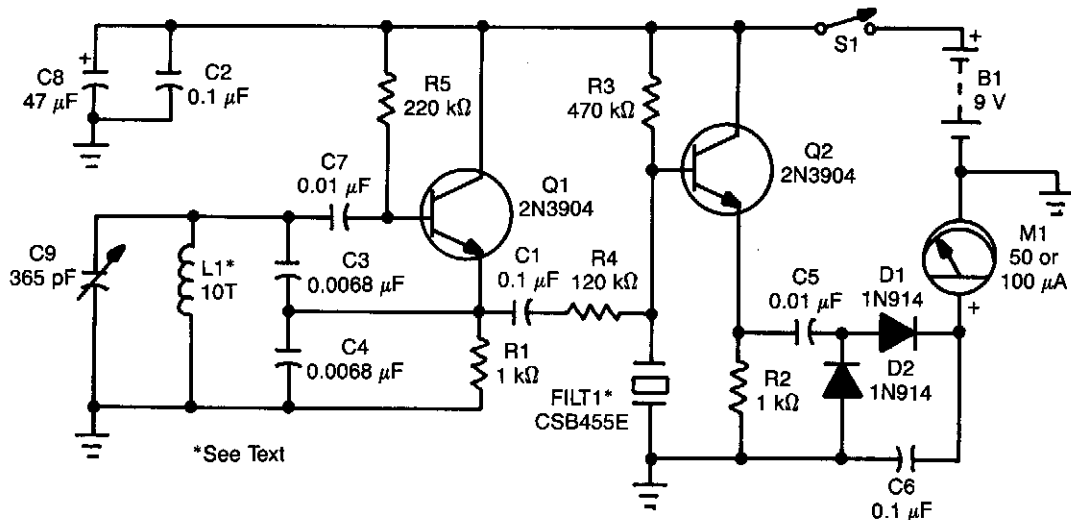 C8
47 μF
+
C2
0.1 μF
R5
220 kΩ
R3
470 kΩ
S1
+
B1
9 V
C7
0.01 μF
Q1
2N3904
Q2
2N3904
C9
365 pF
L1*
10T
C3
0.0068 μF
C1
0.1 μF
R4
120 kΩ
C5
0.01 μF
D1
1N914
M1
50 or
100 μA
+
C4
0.0068 μF
R1
1 kΩ
FILT1*
CSB455E
R2
1 kΩ
D2
1N914
*See Text
C6
0.1 μF